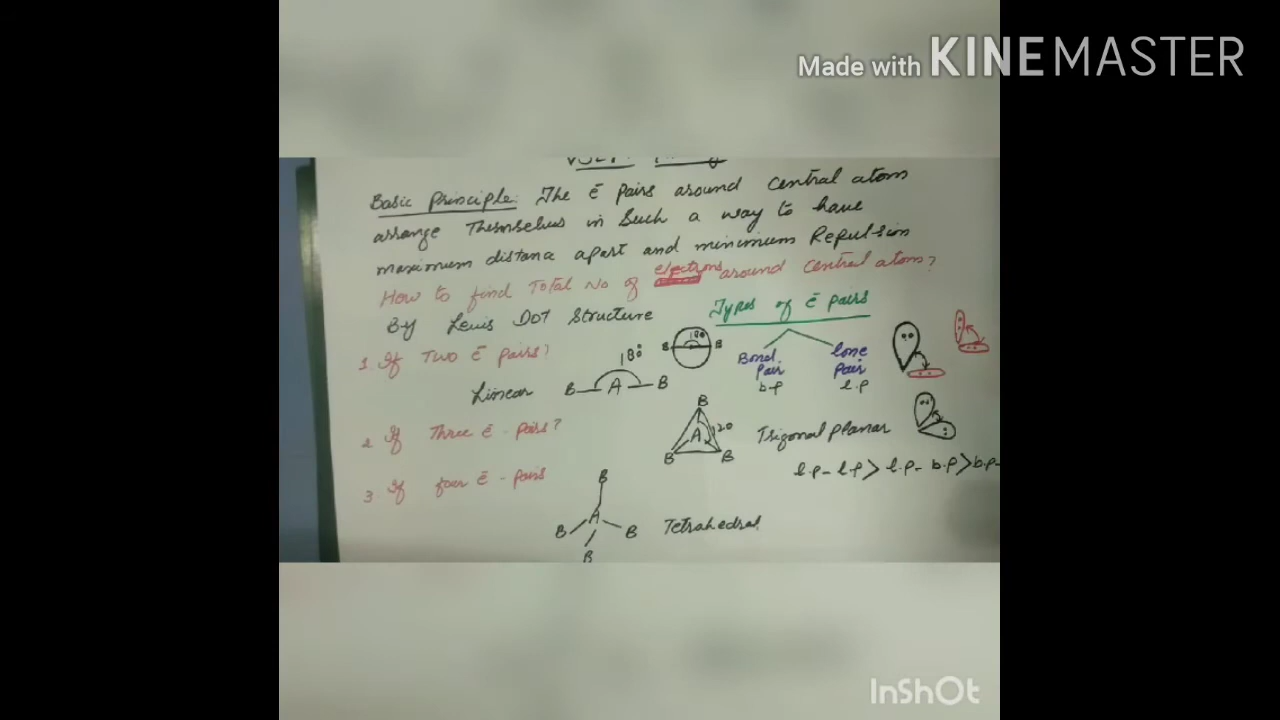 Made with KINEMASTER
Basic Principle: The ē Pairs around central atom
arrange Themselves in Such a way to have
maximum distance apart and minimum Repulsion
How to find Total No of electrons around central atom?
By Lewis DOT Structure
Types of ē pairs
1. If Two ē pairs?
180
B
B
Bond
Pair
b.p
lone
Pair
l.p
180
Linear
B A B
2. If Three ē - pairs?
B
A
120
B B
Trigonal planar
l.p - l.p > l.p - b.p > b.p-
3. If four ē - pairs
B
A
B B
B
Tetrahedral
InShOt